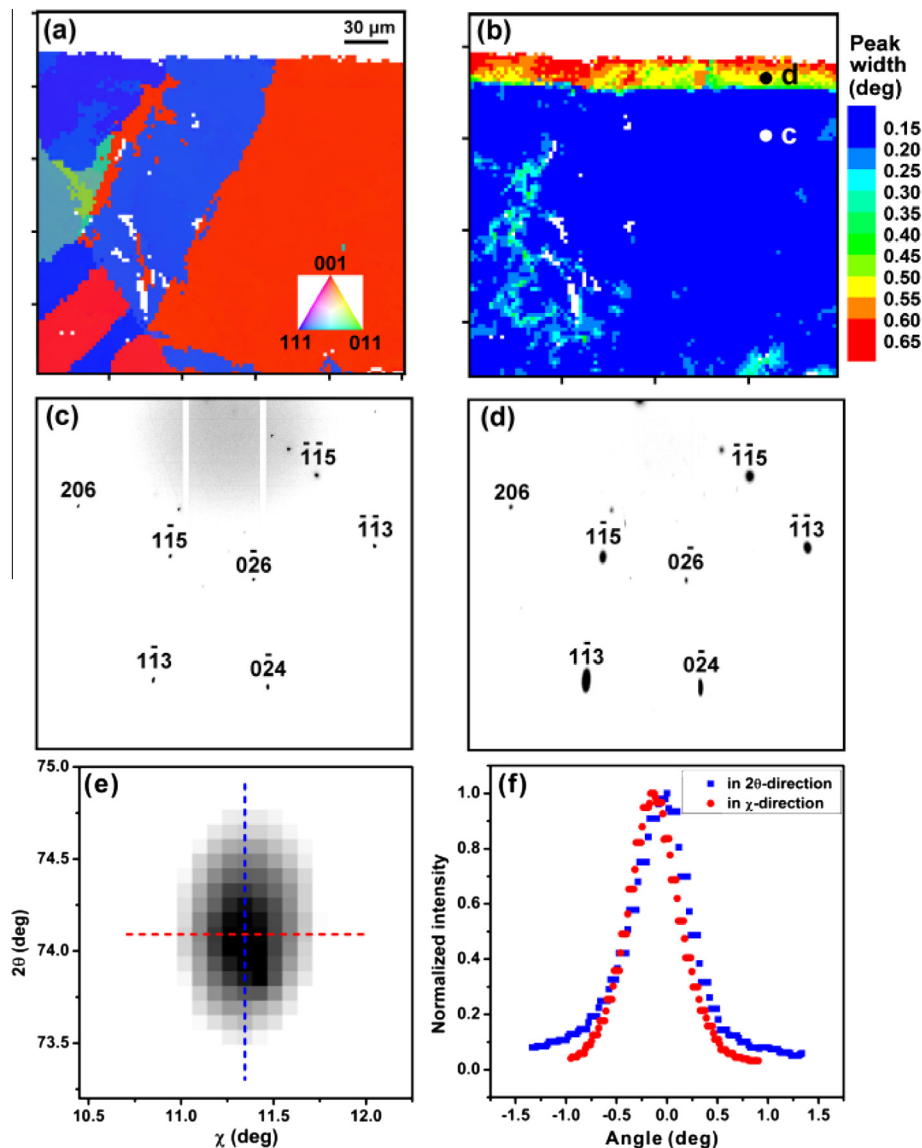 (a)
30 µm
001
111
011
(b)
d
c
Peak
width
(deg)
0.15
0.20
0.25
0.30
0.35
0.40
0.45
0.50
0.55
0.60
0.65
(c)
1̄1̄5
206
11̄5
1̄1̄3
02̄6
11̄3
02̄4
(d)
1̄1̄5
206
11̄5
1̄1̄3
02̄6
11̄3
02̄4
(e)
75.0
74.5
74.0
73.5
2θ (deg)
10.5 11.0 11.5 12.0
χ (deg)
(f)
in 2θ-direction
in χ-direction
1.0
0.8
0.6
0.4
0.2
0.0
Normalized intensity
-1.5 -1.0 -0.5 0.0 0.5 1.0 1.5
Angle (deg)